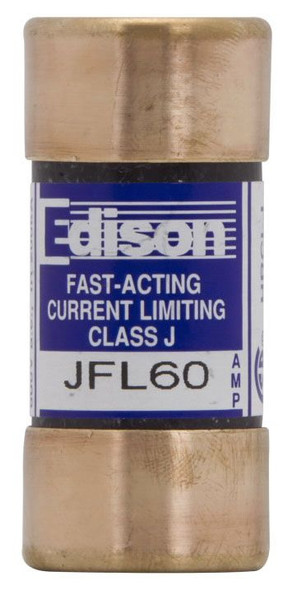 Edison
FAST-ACTING
CURRENT LIMITING
CLASS J
JFL60
AMP